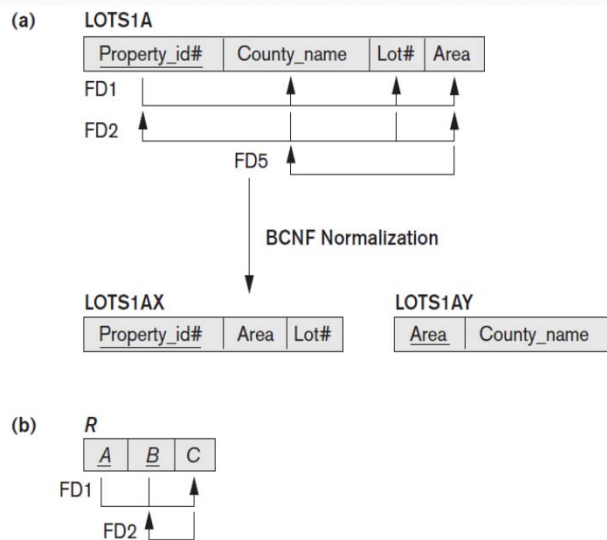 (a) LOTS1A
Property_id# County_name Lot# Area
FD1
FD2
FD5
BCNF Normalization
LOTS1AX LOTS1AY
Property_id# Area Lot# Area County_name
(b) R
A B C
FD1
FD2